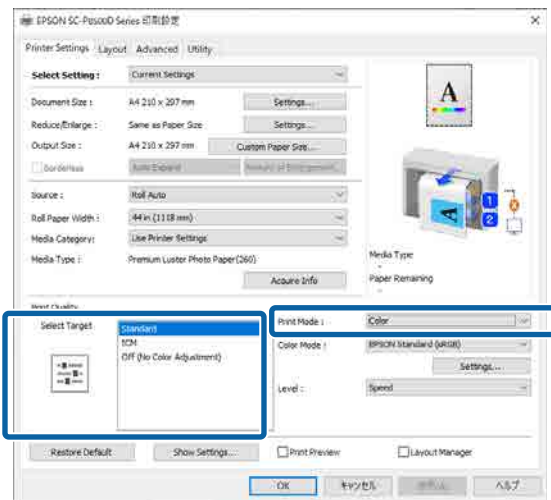 EPSON SC-P8500D Series 印刷設定
Printer Settings Layout Advanced Utility
Select Setting : Current Settings
Document Size : A4 210 x 297 mm Settings...
Reduce/Enlarge : Same as Paper Size Settings...
Output Size : A4 210 x 297 mm Custom Paper Size...
Borderless Auto Expand Amount of Enlargement...
Source : Roll Auto
Roll Paper Width : 44 in (1118 mm)
Media Category: Use Printer Settings
Media Type : Premium Luster Photo Paper(260)
Acquire Info
A
A
1
2
Media Type
-
Paper Remaining
-
Print Quality
Select Target Standard
ICM
Off (No Color Adjustment)
Print Mode : Color
Color Mode : EPSON Standard (sRGB)
Settings...
Level : Speed
Restore Default Show Settings... Print Preview Layout Manager
OK キャンセル ヘルプ